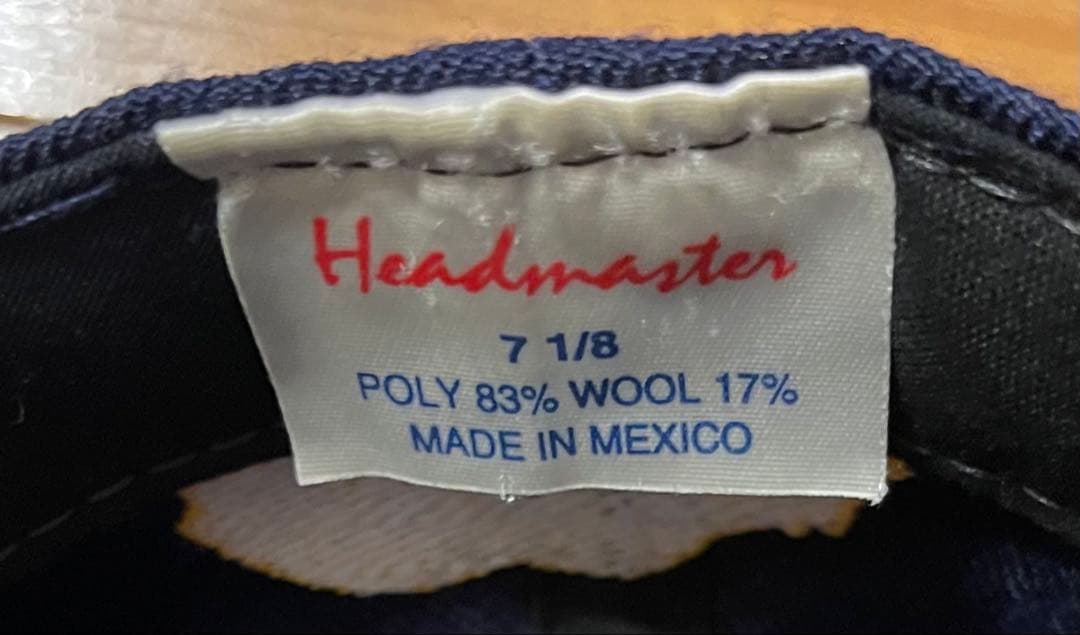 Headmaster
7 1/8
POLY 83% WOOL 17%
MADE IN MEXICO